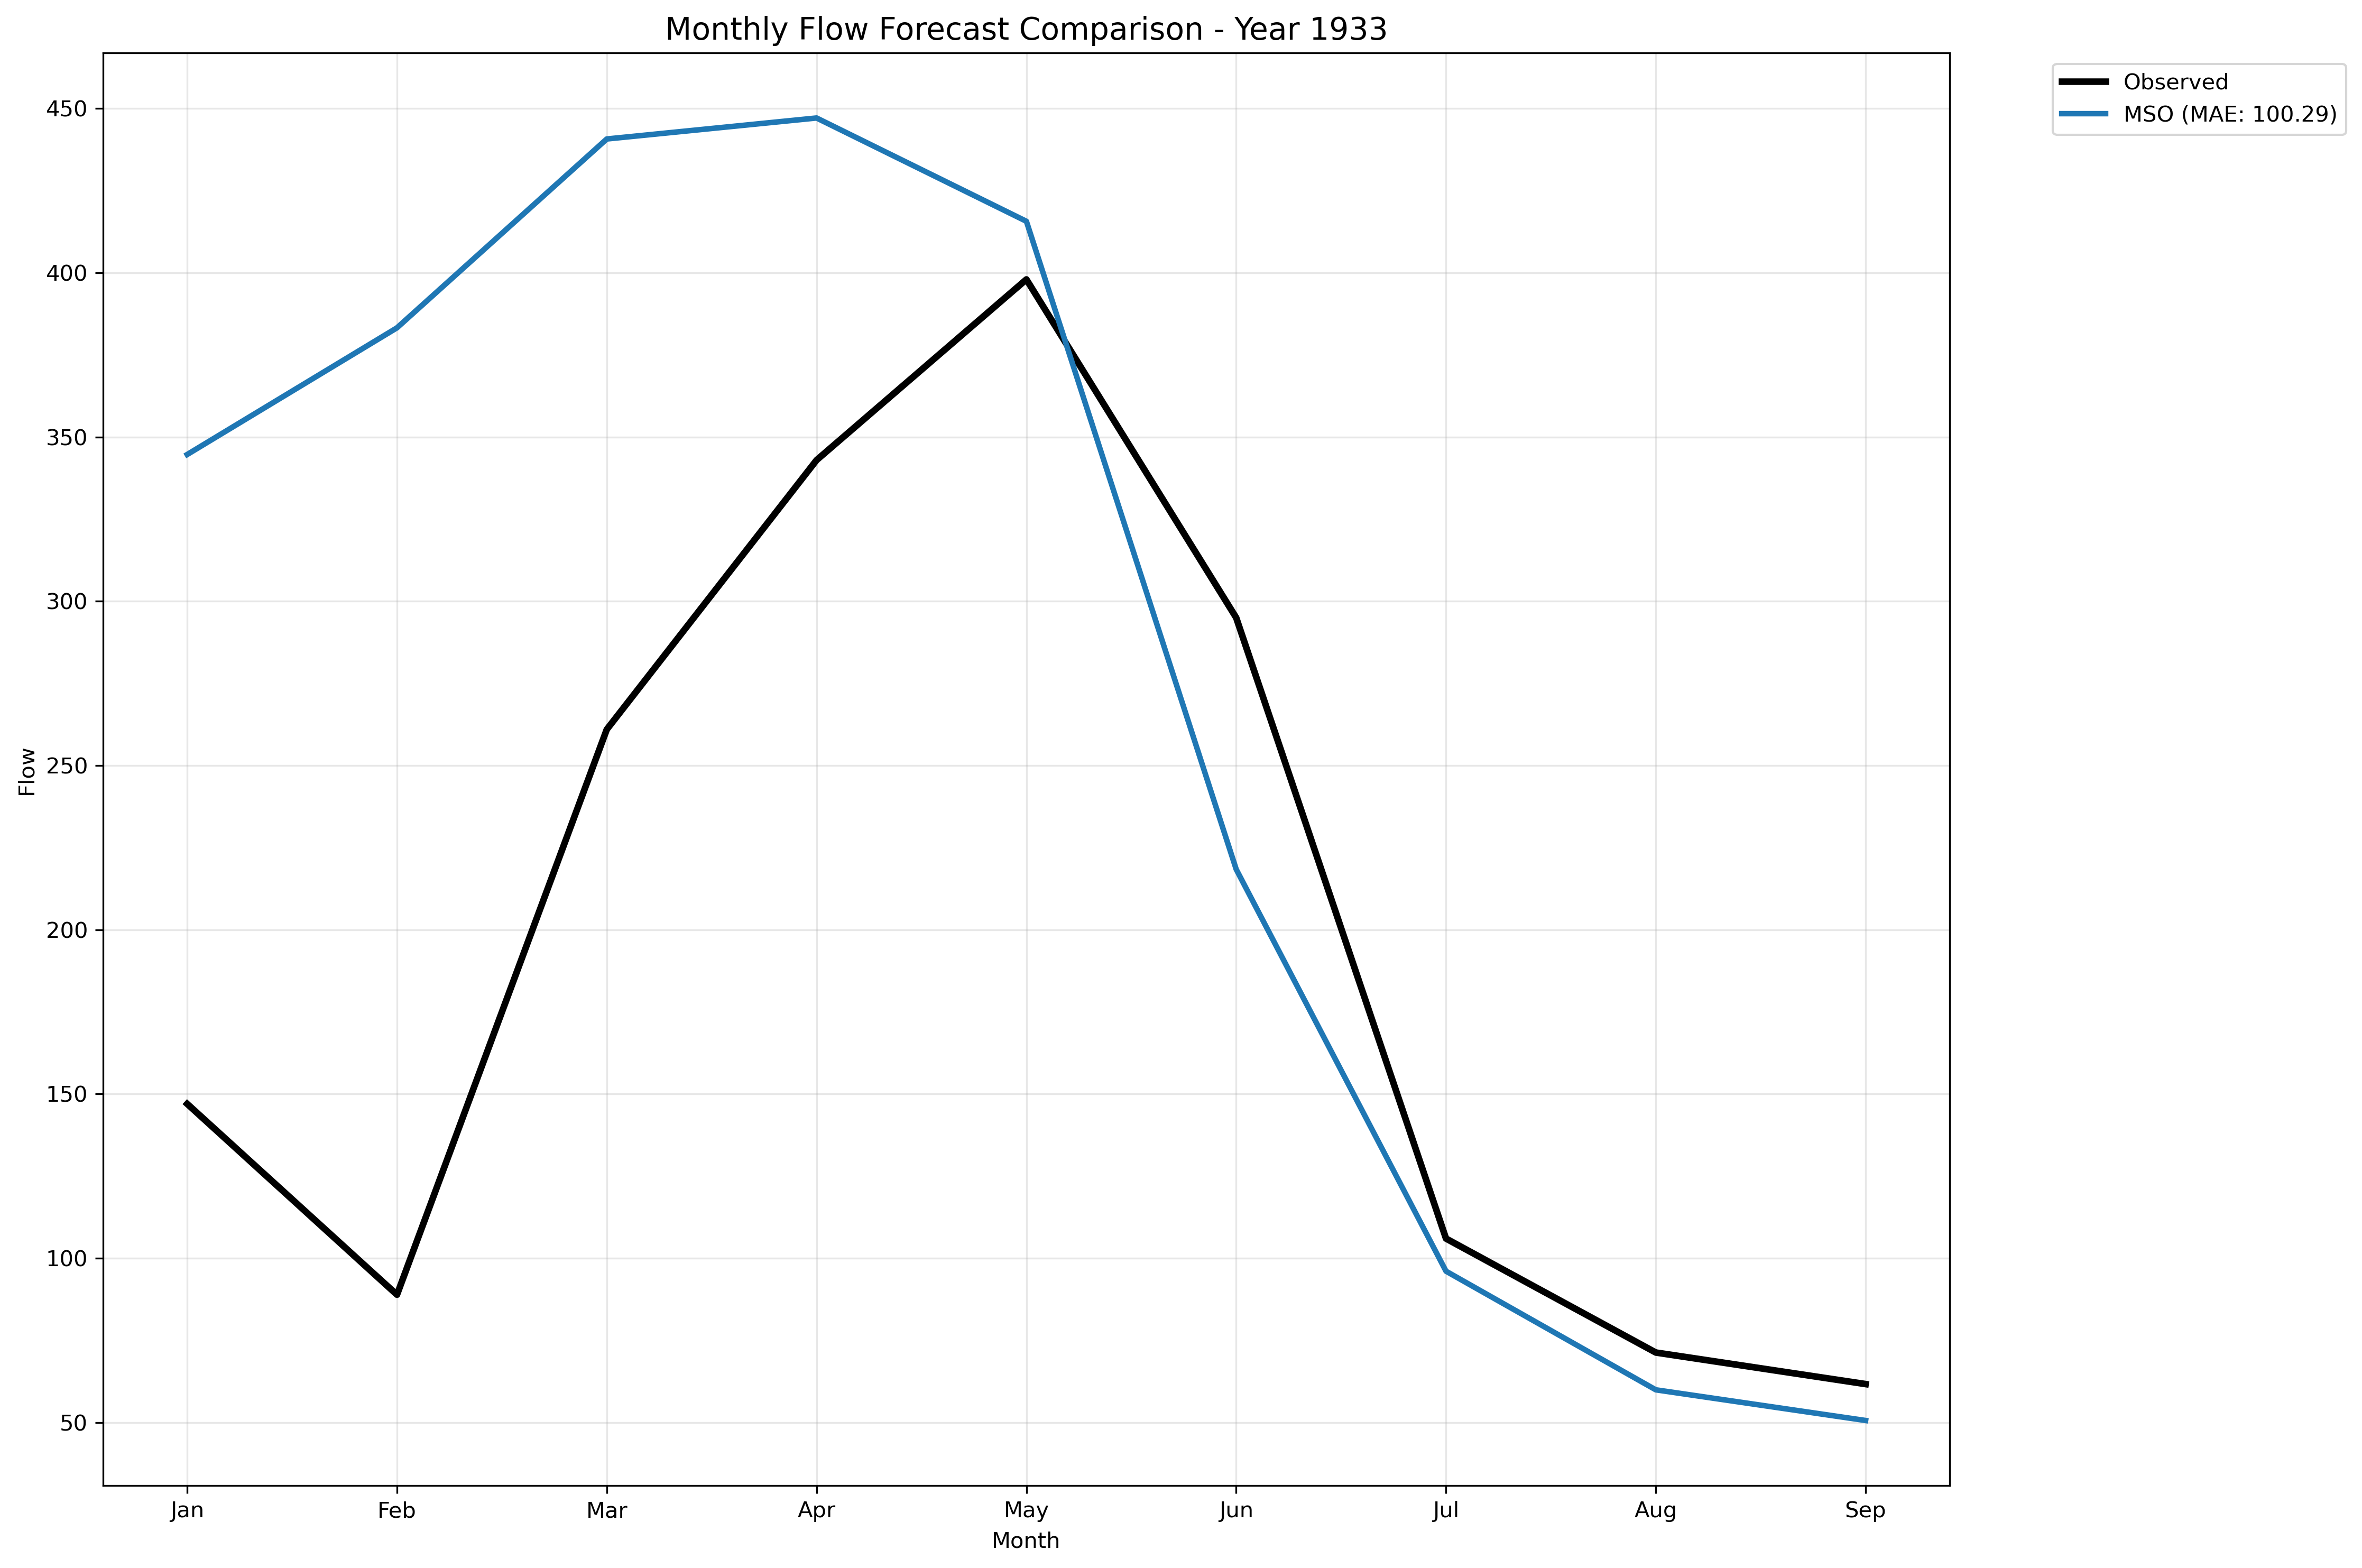 Monthly Flow Forecast Comparison - Year 1933
Observed
MSO (MAE: 100.29)
Flow
450
400
350
300
250
200
150
100
50
Jan Feb Mar Apr May Jun Jul Aug Sep
Month